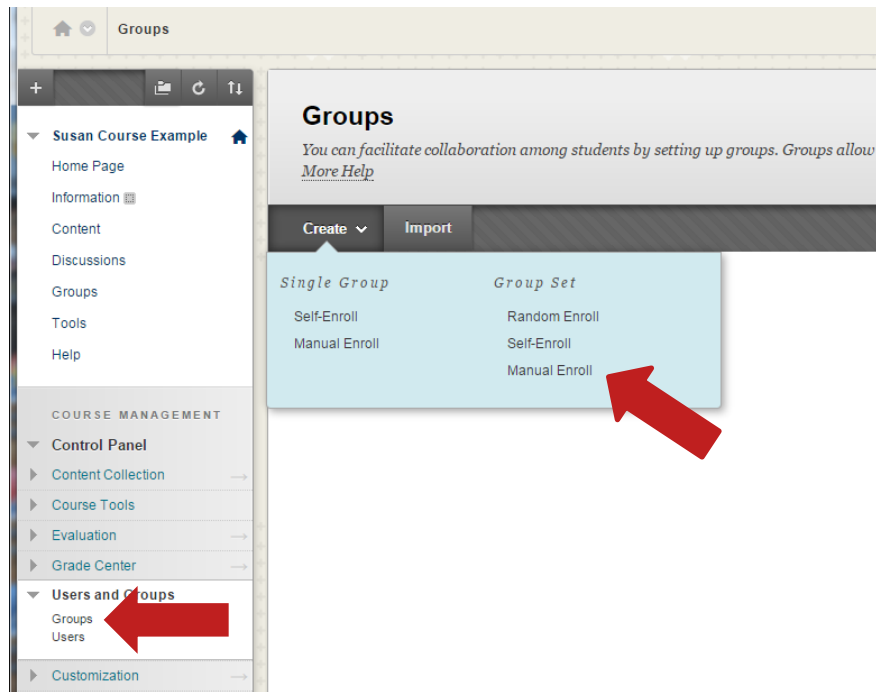 Groups
Susan Course Example
Home Page
Information
Content
Discussions
Groups
Tools
Help
COURSE MANAGEMENT
Control Panel
Content Collection
Course Tools
Evaluation
Grade Center
Users and Groups
Groups
Users
Customization
Groups
You can facilitate collaboration among students by setting up groups. Groups allow
More Help
Create Import
Single Group
Self-Enroll
Manual Enroll
Group Set
Random Enroll
Self-Enroll
Manual Enroll